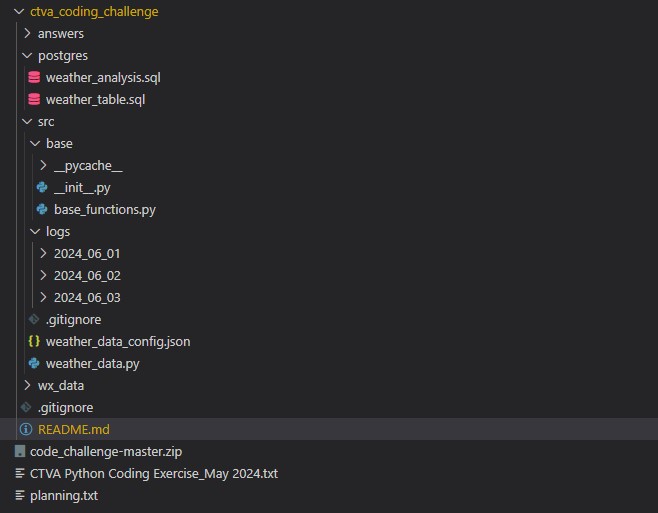 ctva_coding_challenge
answers
postgres
weather_analysis.sql
weather_table.sql
src
base
__pycache__
__init__.py
base_functions.py
logs
2024_06_01
2024_06_02
2024_06_03
.gitignore
weather_data_config.json
weather_data.py
wx_data
.gitignore
README.md
code_challenge-master.zip
CTVA Python Coding Exercise_May 2024.txt
planning.txt